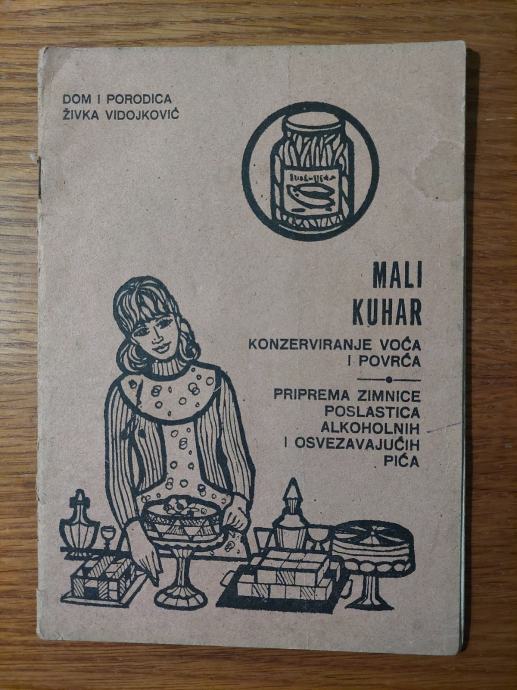 DOM I PORODICA
ŽIVKA VIDOJKOVIĆ
MALI
KUHAR
KONZERVIRANJE VOĆA
I POVRĆA
PRIPREMA ZIMNICE
POSLASTICA
ALKOHOLNIH
I OSVEZAVAJUĆIH
PIĆA